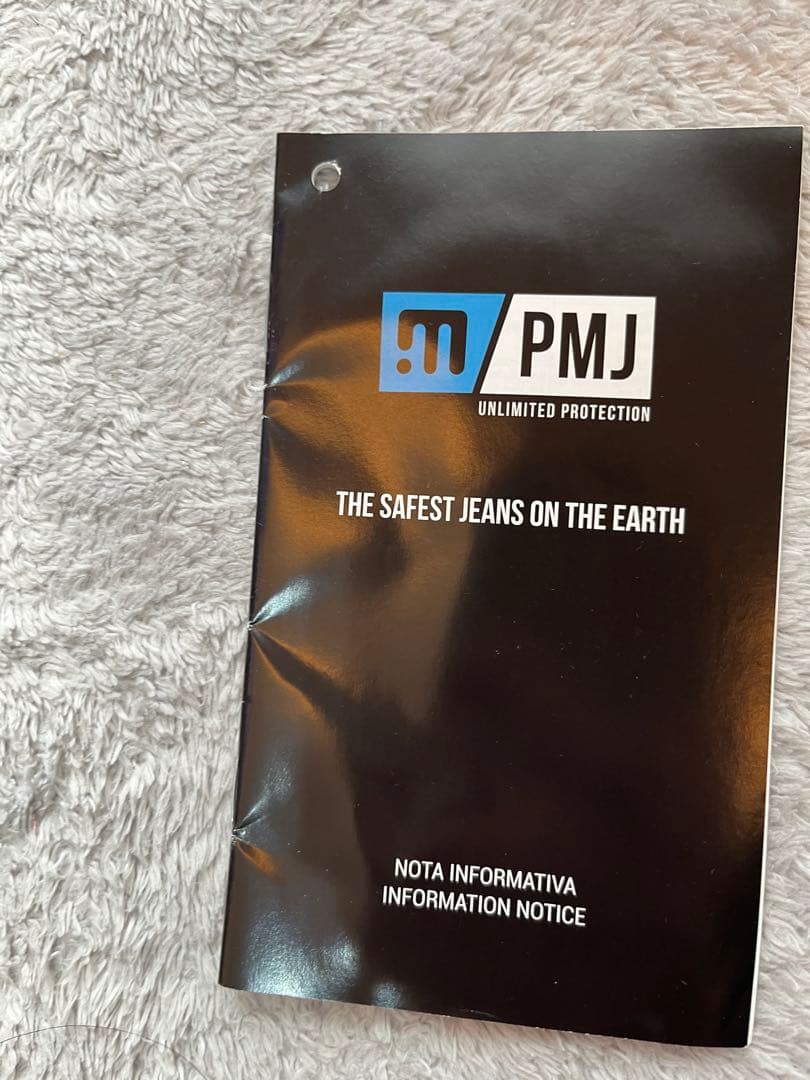 PMJ
UNLIMITED PROTECTION
THE SAFEST JEANS ON THE EARTH
NOTA INFORMATIVA
INFORMATION NOTICE